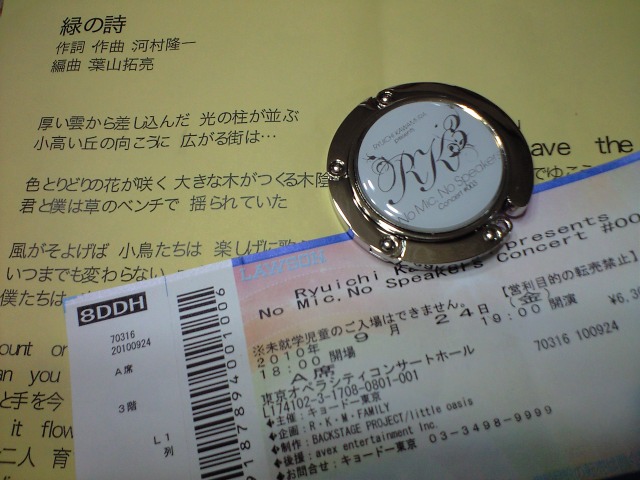 緑の詩
作詞 作曲 河村隆一
編曲 葉山拓亮
厚い雲から差し込んだ 光の柱が並ぶ
小高い丘の向こうに 広がる街は…
色とりどりの花が咲く 大きな木がつくる木陰
君と僕は草のベンチで 揺られていた
風がそよげば 小鳥たちは 楽しげに歌
いつまでも変わらない
僕たちは
ount or
an you
と手を今
it flow
二人 育
ave the
でゆこ
RYUICHI KAWAMURA
presents
RK3
No Mic, No Speakers
Concert #003
LAWSON
8DDH
70316
20100924
A席
3階
L1
列
918789400 1006
Ryuichi Ka presents
No Mic.No Speakers Concert #00
※未就学児童のご入場はできません。【営利目的の転売禁止】
2010年 9月 24日(金)
18:00 開場 19:00 開演
A席 ¥6,3
東京オペラシティコンサートホール
L174102-3-1708-0801-001 70316 100924
◆主催:キョードー東京
◆企画:R・K・M・FAMILY
◆制作:BACKSTAGE PROJECT/little oasis
◆後援:avex entertainment Inc.
◆お問合せ:キョードー東京 03-3498-9999